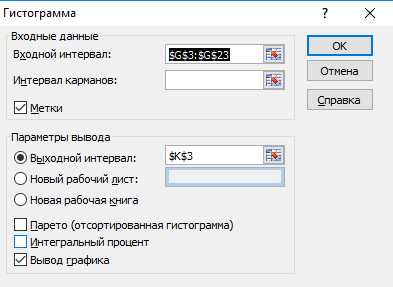 Гистограмма
Входные данные
Входной интервал: $G$3:$G$23
Интервал карманов:
Метки
OK
Отмена
Справка
Параметры вывода
Выходной интервал: $K$3
Новый рабочий лист:
Новая рабочая книга
Парето (отсортированная гистограмма)
Интегральный процент
Вывод графика